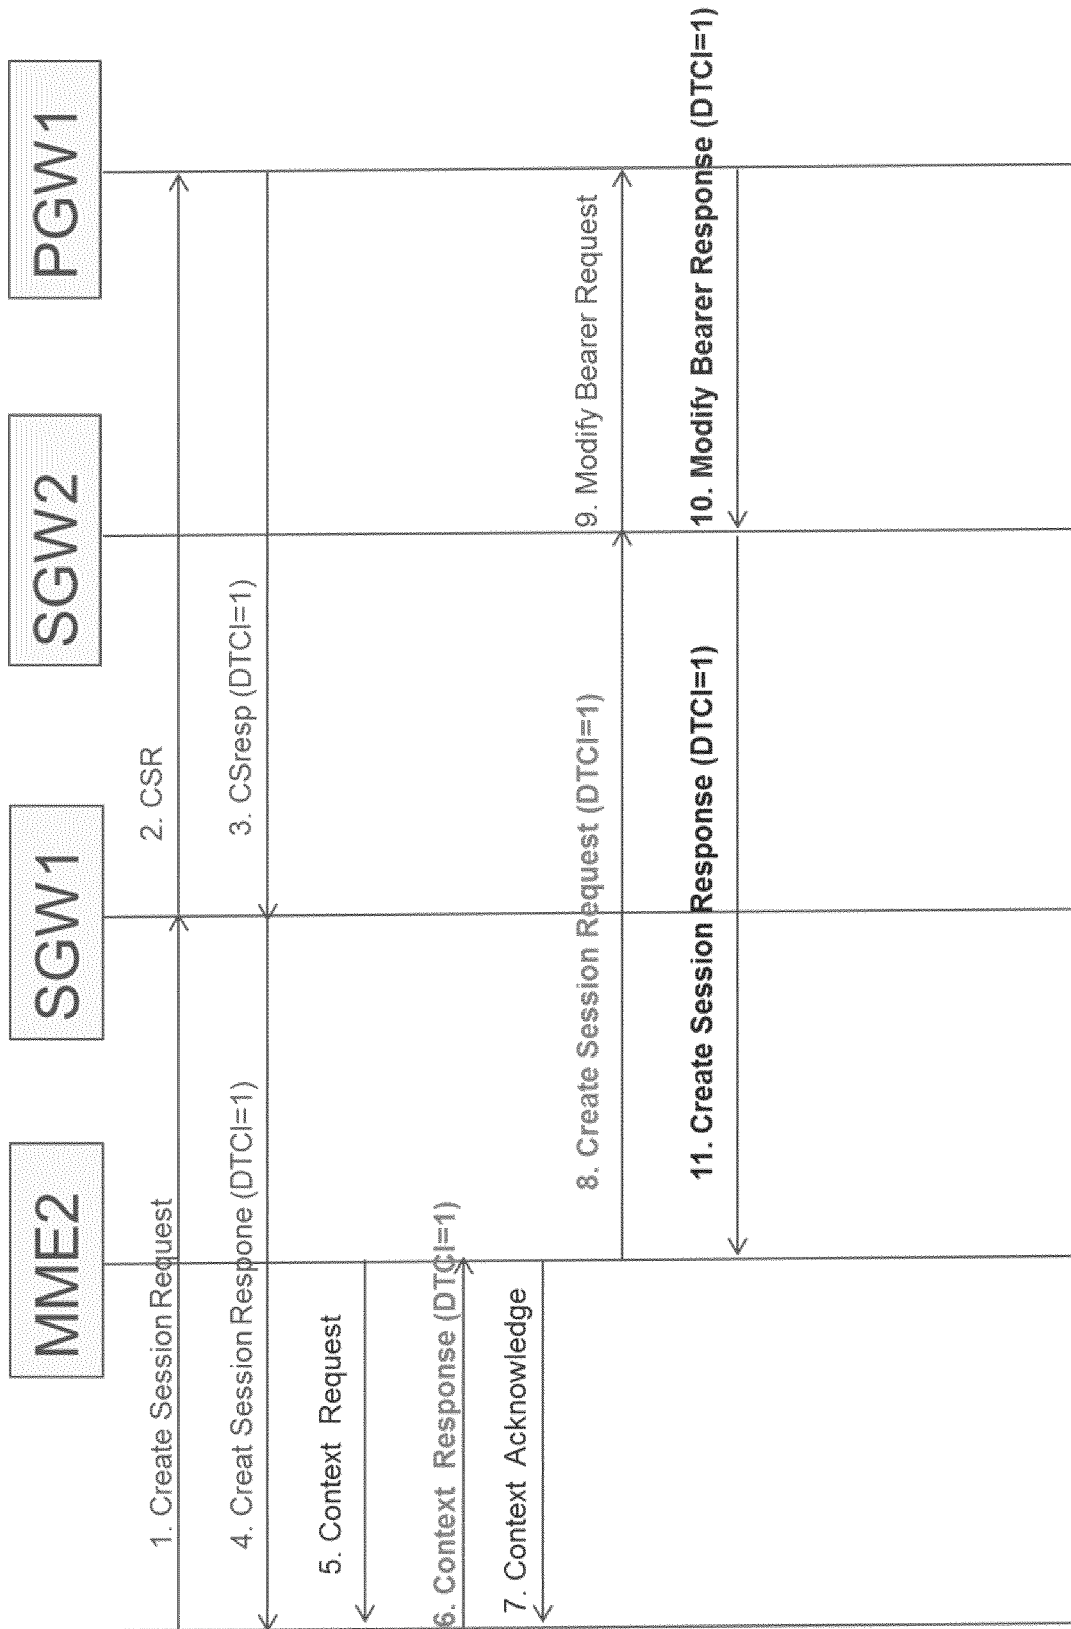 MME2
SGW1
SGW2
PGW1
1. Create Session Request
2. CSR
3. CSresp (DTCI=1)
4. Creat Session Respone (DTCI=1)
5. Context Request
6. Context Response (DTCI=1)
7. Context Acknowledge
8. Create Session Request (DTCI=1)
9. Modify Bearer Request
10. Modify Bearer Response (DTCI=1)
11. Create Session Response (DTCI=1)